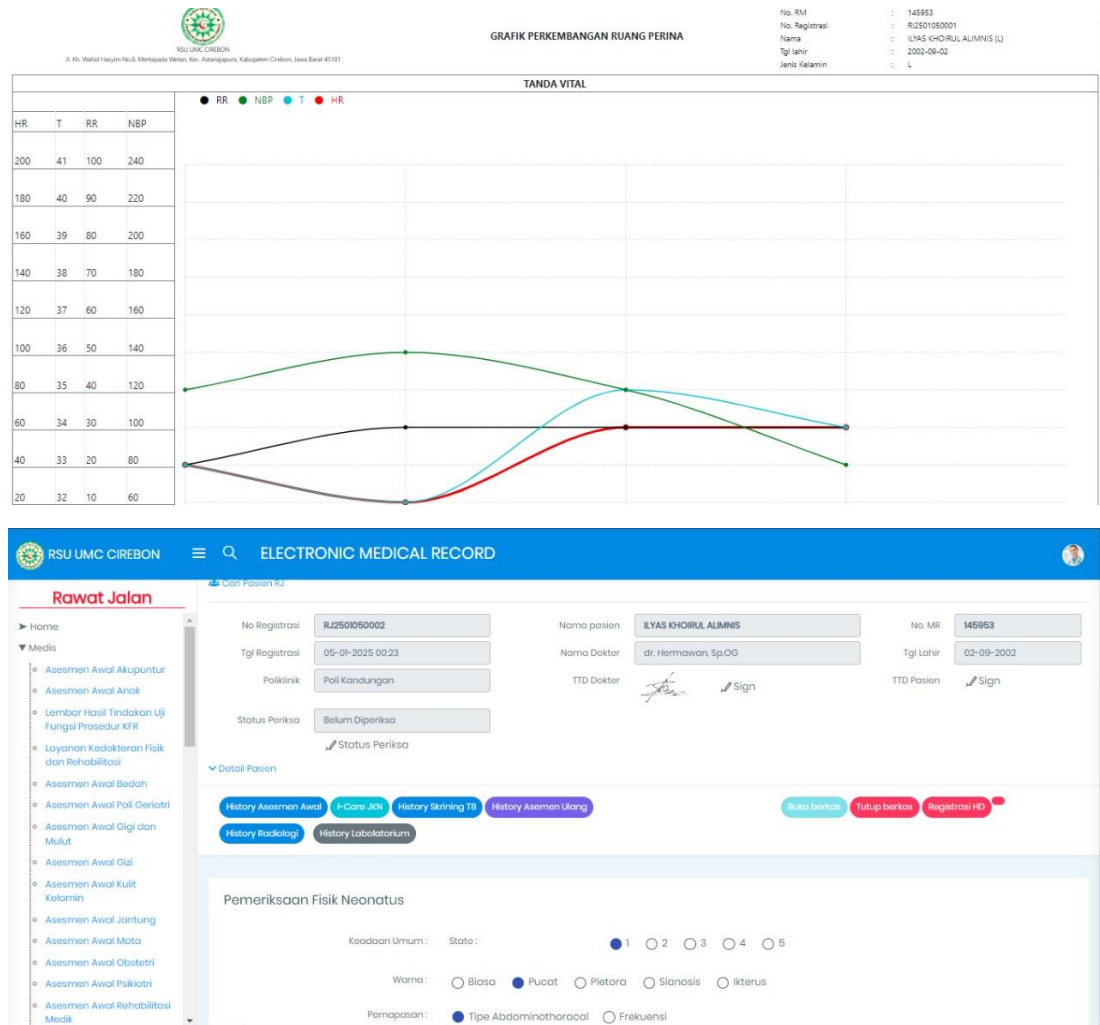 RSU UMC CIREBON
Jl. Kh. Wahid Hasyim No.8, Mertapada Wetan, Kec. Astanajapura, Kabupaten Cirebon, Jawa Barat 45181
GRAFIK PERKEMBANGAN RUANG PERINA
No. RM : 145953
No. Registrasi : RI2501050001
Nama : ILYAS KHOIRUL ALIMNIS (L)
Tgl lahir : 2002-09-02
Jenis Kelamin : L
TANDA VITAL
RR NBP T HR
HR T RR NBP
200 41 100 240
180 40 90 220
160 39 80 200
140 38 70 180
120 37 60 160
100 36 50 140
80 35 40 120
60 34 30 100
40 33 20 80
20 32 10 60
RSU UMC CIREBON ELECTRONIC MEDICAL RECORD
Rawat Jalan
Home
Medis
Asesmen Awal Akupuntur
Asesmen Awal Anak
Lembar Hasil Tindakan Uji
Fungsi Prosedur KFR
Layanan Kedokteran Fisik
dan Rehabilitasi
Asesmen Awal Bedah
Asesmen Awal Poli Geriatri
Asesmen Awal Gigi dan
Mulut
Asesmen Awal Gizi
Asesmen Awal Kulit
Kelamin
Asesmen Awal Jantung
Asesmen Awal Mata
Asesmen Awal Obstetri
Asesmen Awal Psikiatri
Asesmen Awal Rehabilitasi
Medik
Cari Pasien RJ
No Registrasi RJ2501050002 Nama pasien ILYAS KHOIRUL ALIMNIS No. MR 145953
Tgl Registrasi 05-01-2025 00:23 Nama Dokter dr. Hermawan, Sp.OG Tgl Lahir 02-09-2002
Poliklinik Poli Kandungan TTD Dokter Sign TTD Pasien Sign
Status Periksa Belum Diperiksa
Status Periksa
Detail Pasien
History Asesmen Awal I-Care JKN History Skrining TB History Asemen Ulang Buka berkas Tutup berkas Registrasi HD
History Radiologi History Labolatorium
Pemeriksaan Fisik Neonatus
Keadaan Umum : State : 1 2 3 4 5
Warna : Biasa Pucat Pletora Sianosis Ikterus
Pernapasan : Tipe Abdominothoracal Frekuensi